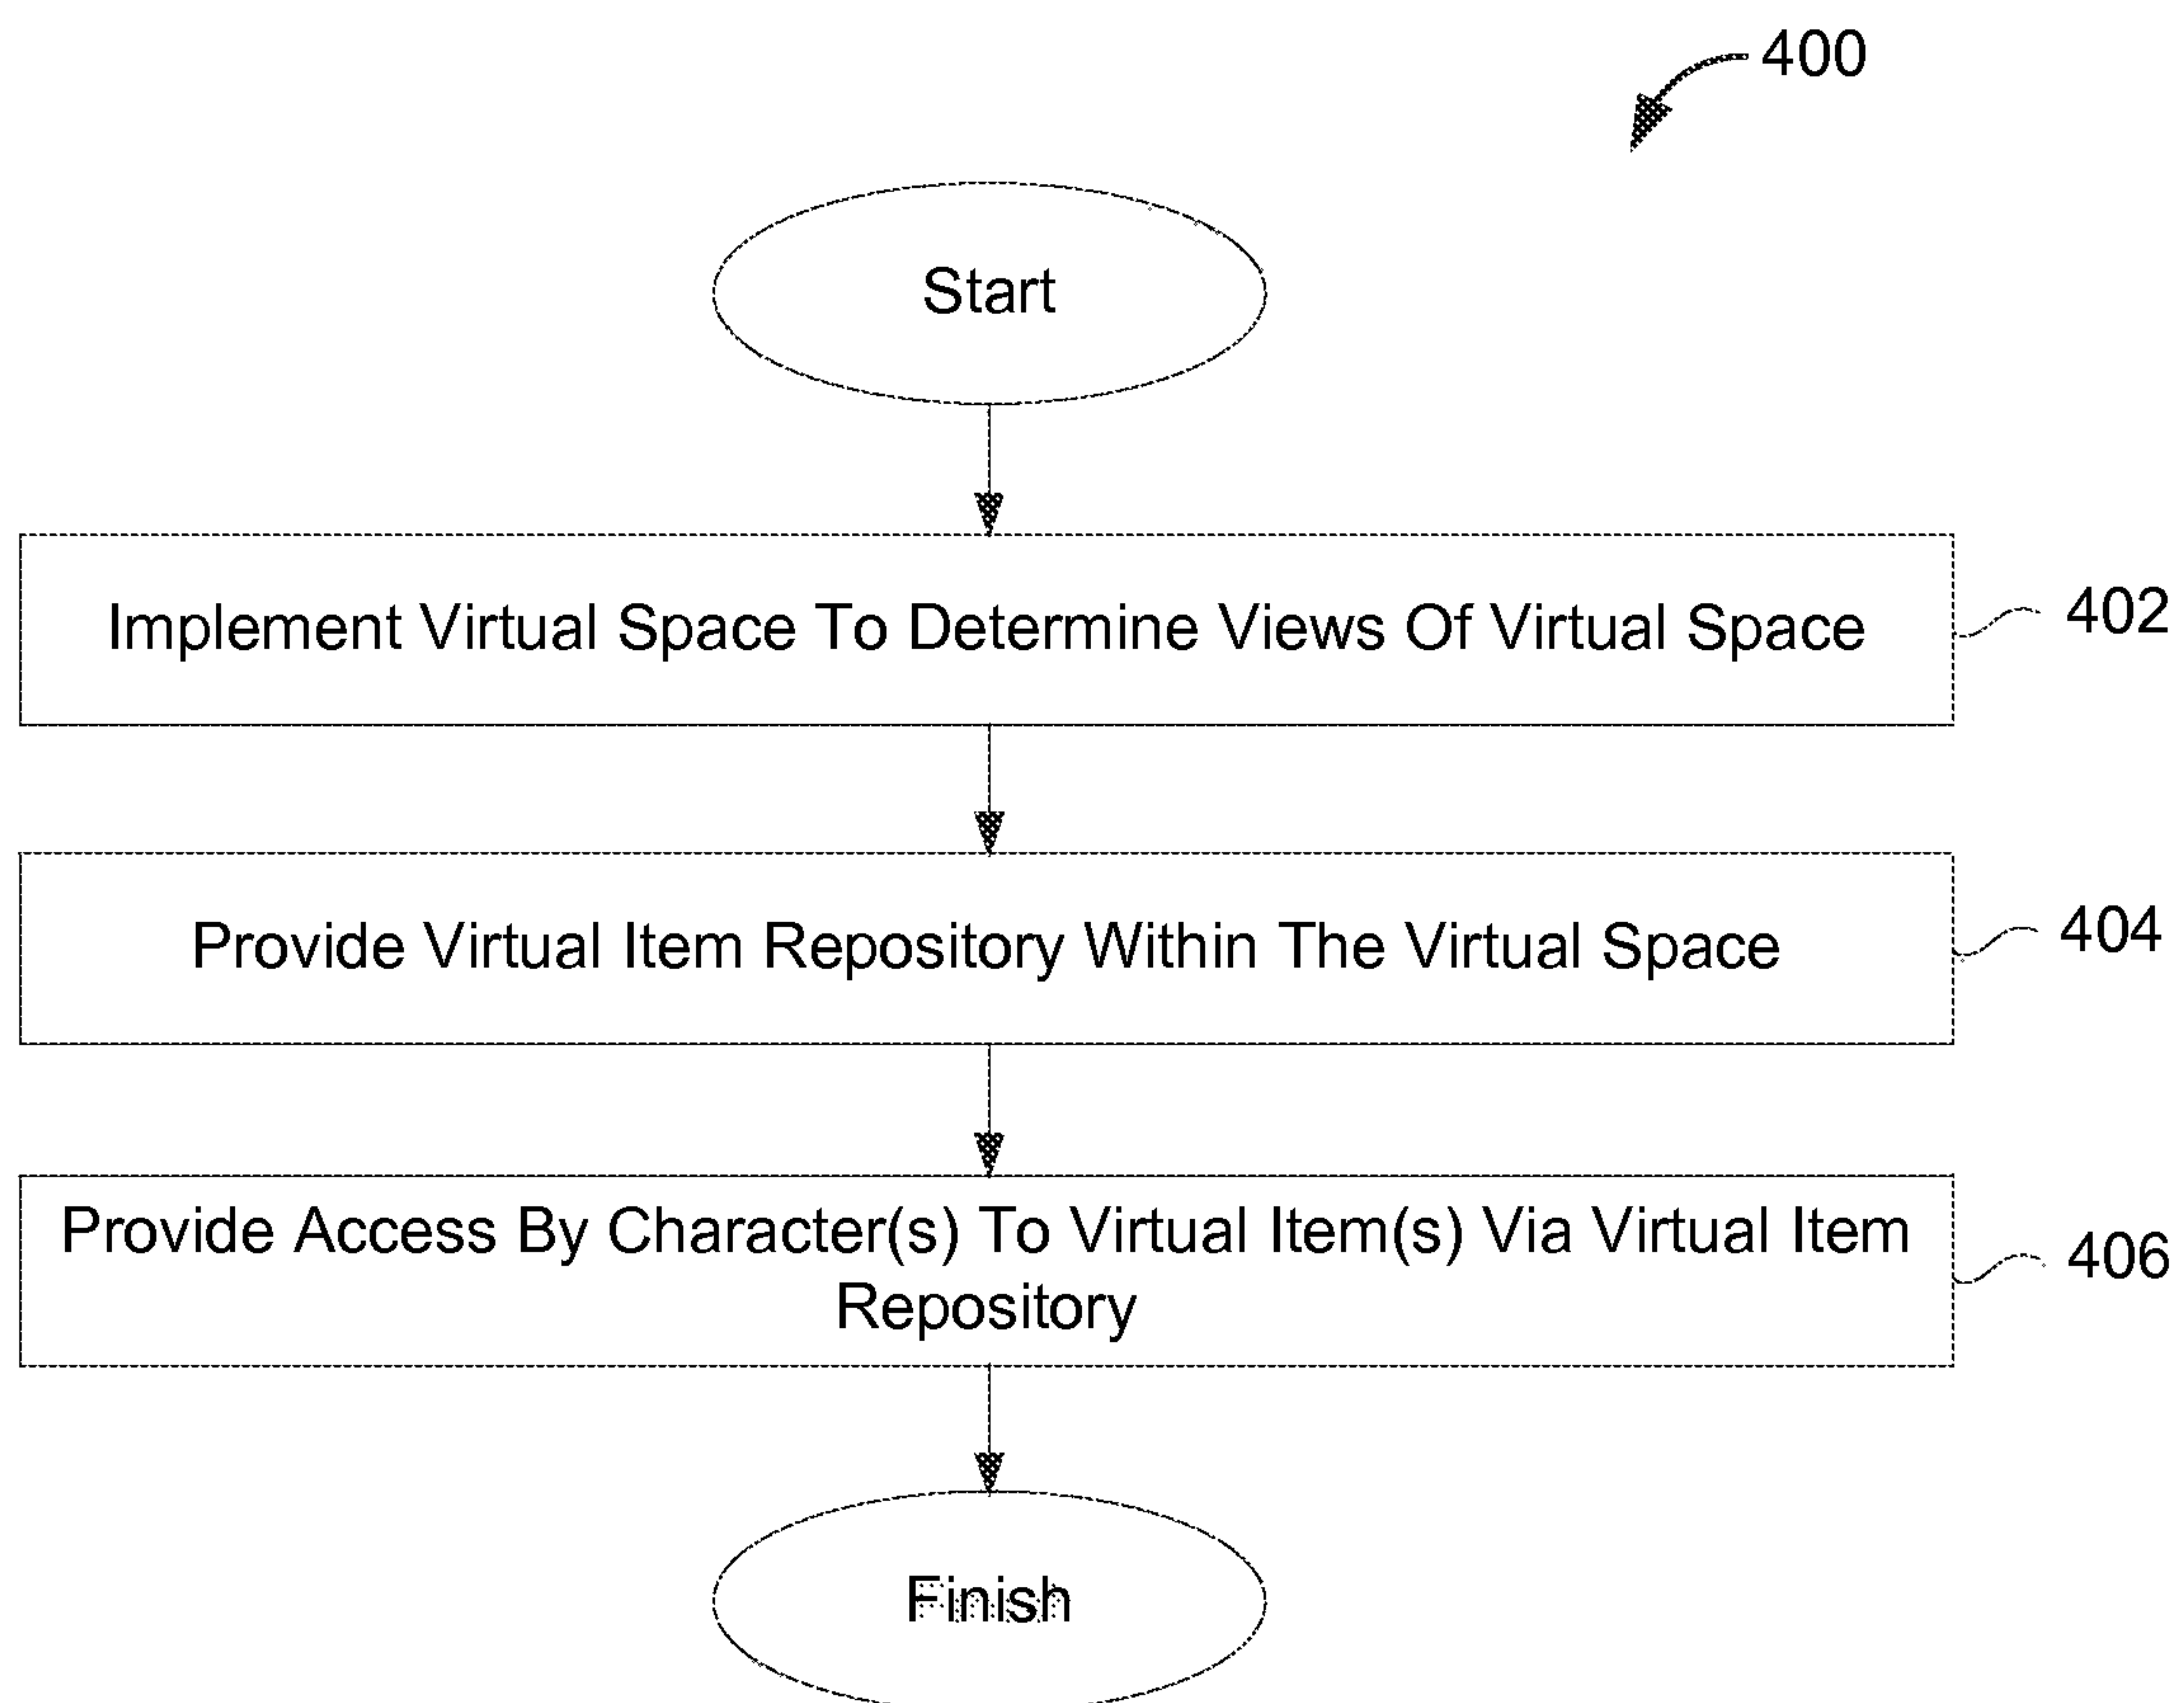 400
Start
Implement Virtual Space To Determine Views Of Virtual Space
402
Provide Virtual Item Repository Within The Virtual Space
404
Provide Access By Character(s) To Virtual Item(s) Via Virtual Item
Repository
406
Finish